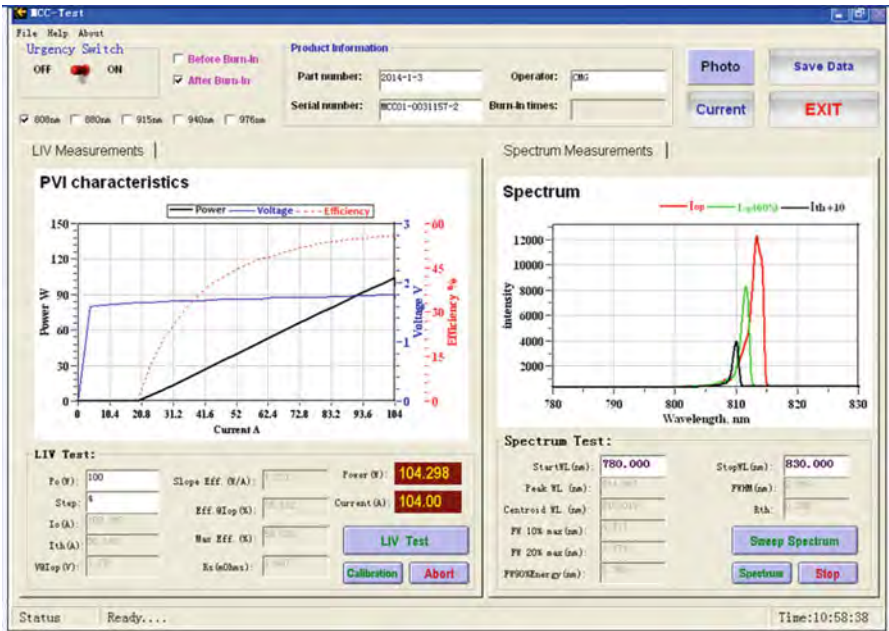 MCC-Test
File Help About
Urgency Switch
OFF ON
Before Burn-In
After Burn-In
808nm 880nm 915nm 940nm 976nm
Product Information
Part number: 2014-1-3 Operator: CMG
Serial number: MCC01-0031157-2 Burn-In times:
Photo Save Data
Current EXIT
LIV Measurements
PVI characteristics
Power Voltage Efficiency
150 3 60
120 45
90 2 30
60 1 15
30
0 0 0
Power W
Voltage V
Efficiency %
0 10.4 20.8 31.2 41.6 52 62.4 72.8 83.2 93.6 104
Current A
LIV Test:
Po(W): 100 Slope Eff. (W/A): Power(W): 104.298
Step: 4 Eff.@Iop(%): Current(A): 104.00
Io(A): Max Eff. (%) LIV Test
Ith(A): Rs(mOhms): Calibration Abort
V@Iop(V):
Spectrum Measurements
Spectrum
Iop Ith+10
12000
10000
8000
6000
4000
2000
intensity
780 790 800 810 820 830
Wavelength, nm
Spectrum Test:
StartWL(nm): 780.000 StopWL(nm): 830.000
Peak WL (nm): FWHM(nm):
Centroid WL (nm): Rth:
FW 10% max(nm): Sweep Spectrum
FW 20% max(nm):
FW90%Energy(nm): Spectrum Stop
Status Ready.... Time:10:58:38